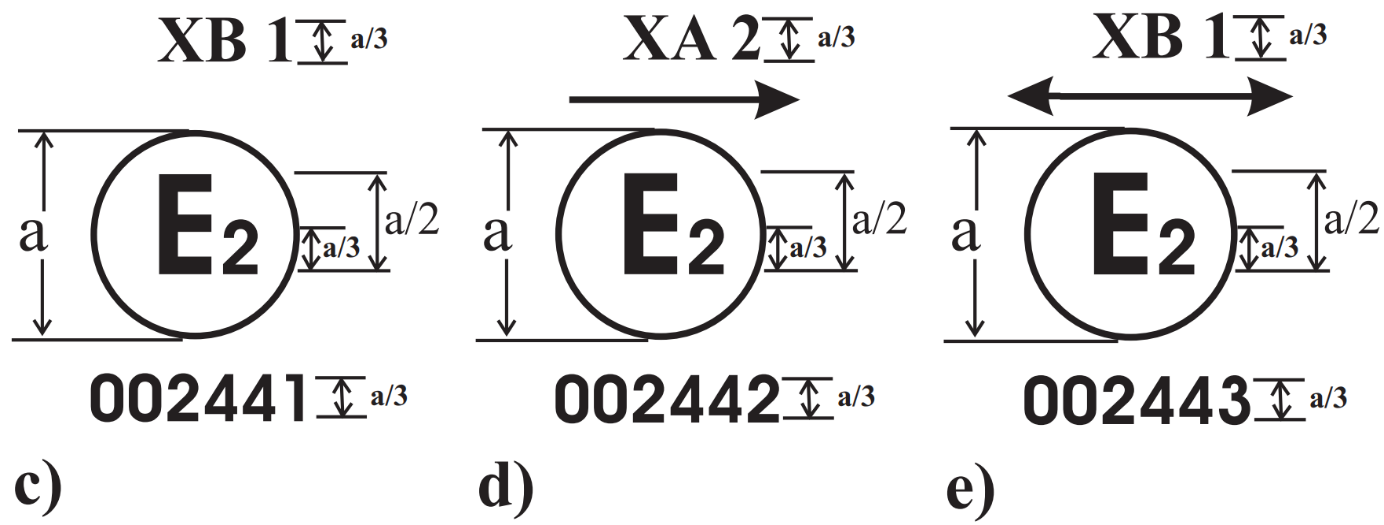 XB 1 a/3 XA 2 a/3 XB 1 a/3
a E2 a/3 a/2 a E2 a/3 a/2 a E2 a/3 a/2
002441 a/3 002442 a/3 002443 a/3
c) d) e)